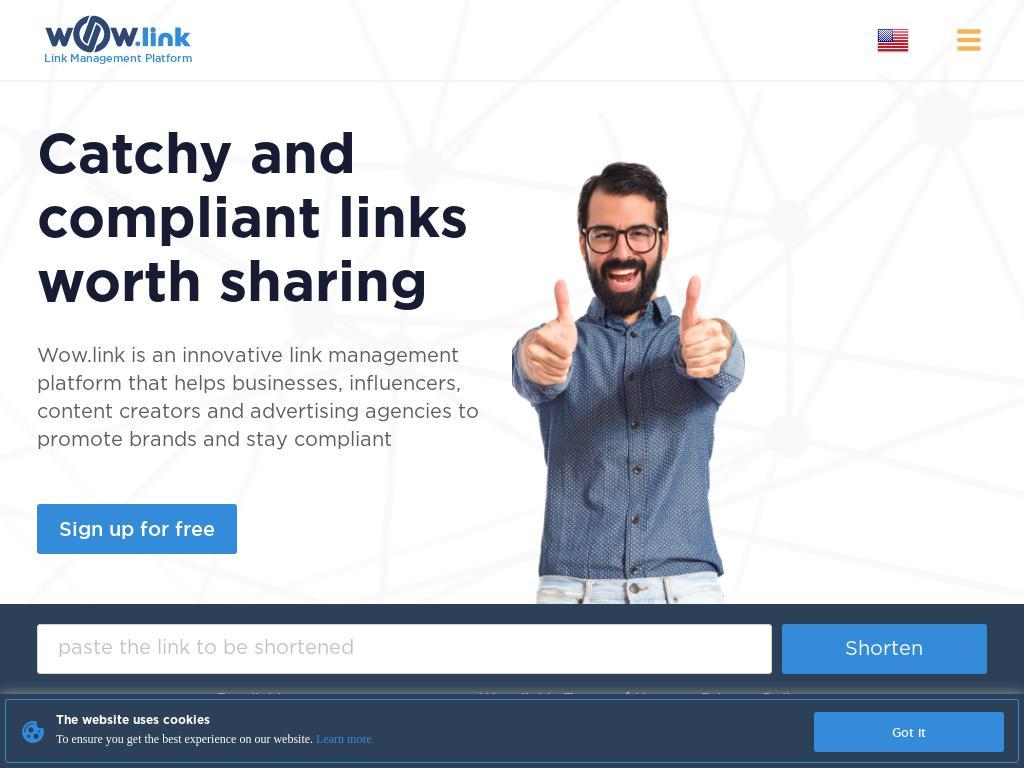 wow.link
Link Management Platform
Catchy and
compliant links
worth sharing
Wow.link is an innovative link management
platform that helps businesses, influencers,
content creators and advertising agencies to
promote brands and stay compliant
Sign up for free
paste the link to be shortened
Shorten
The website uses cookies
To ensure you get the best experience on our website. Learn more
Got It